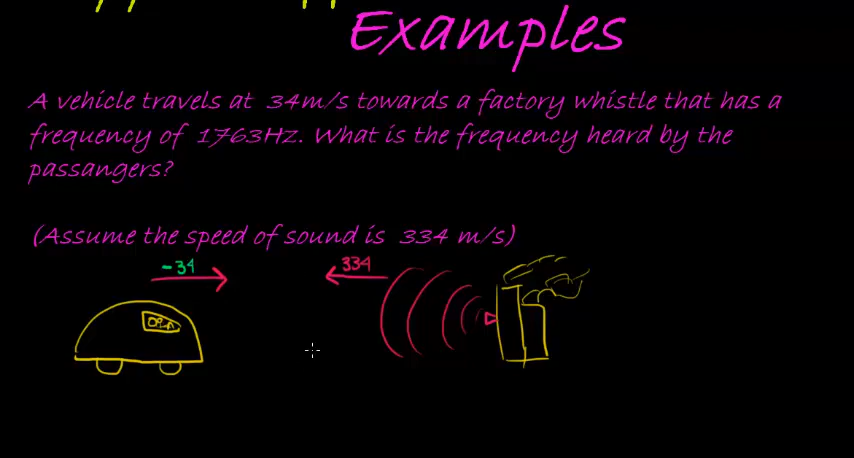 Examples
A vehicle travels at 34m/s towards a factory whistle that has a
frequency of 1763Hz. What is the frequency heard by the
passangers?
(Assume the speed of sound is 334 m/s)
-34
334